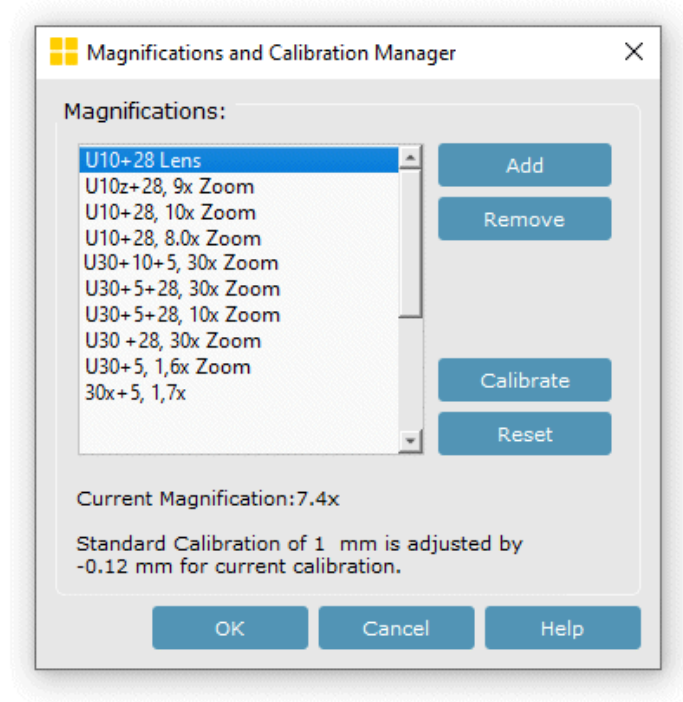 Magnifications and Calibration Manager
Magnifications:
U10+28 Lens
U10z+28, 9x Zoom
U10+28, 10x Zoom
U10+28, 8.0x Zoom
U30+10+5, 30x Zoom
U30+5+28, 30x Zoom
U30+5+28, 10x Zoom
U30 +28, 30x Zoom
U30+5, 1,6x Zoom
30x+5, 1,7x
Add
Remove
Calibrate
Reset
Current Magnification:7.4x
Standard Calibration of 1  mm is adjusted by
-0.12 mm for current calibration.
OK
Cancel
Help